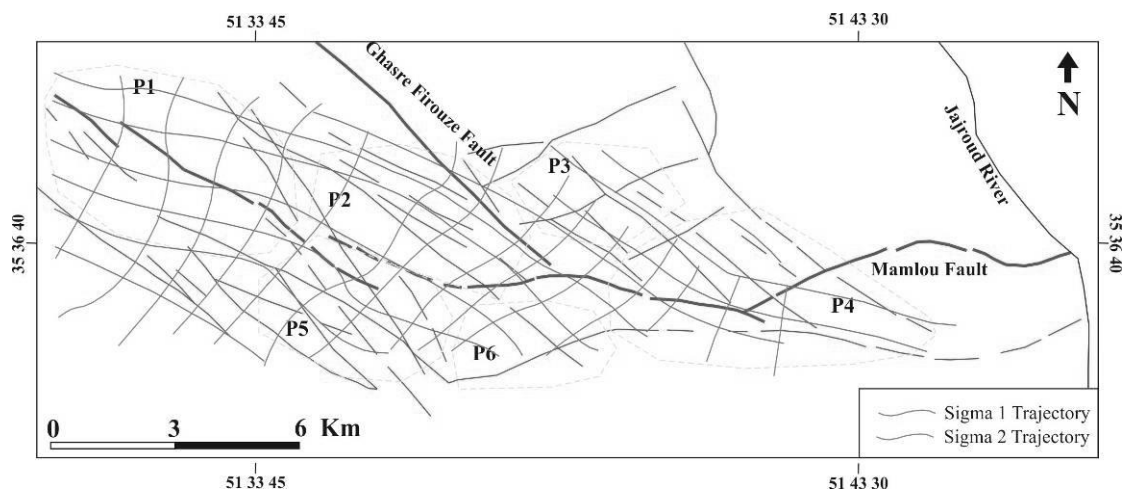 51 33 45
51 43 30
Ghasre Firouze Fault
N
P1
Jajroud River
P3
P2
35 36 40
35 36 40
Mamlou Fault
P4
P5
P6
0 3 6 Km
Sigma 1 Trajectory
Sigma 2 Trajectory
51 33 45
51 43 30